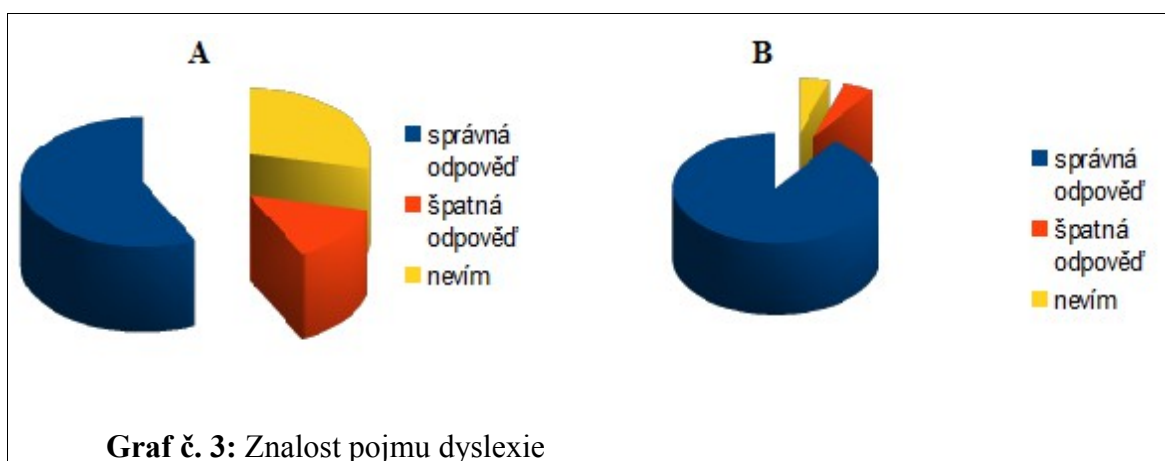 A
správná
odpověď
špatná
odpověď
nevím
B
správná
odpověď
špatná
odpověď
nevím
Graf č. 3: Znalost pojmu dyslexie